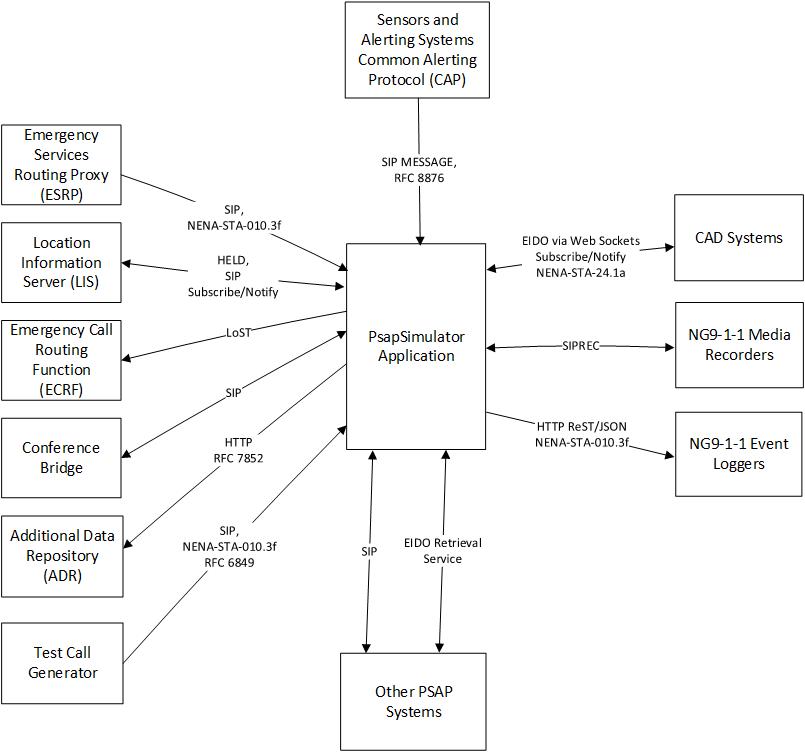 Sensors and
Alerting Systems
Common Alerting
Protocol (CAP)
SIP MESSAGE,
RFC 8876
Emergency
Services
Routing Proxy
(ESRP)
SIP,
NENA-STA-010.3f
Location
Information
Server (LIS)
HELD,
SIP
Subscribe/Notify
Emergency Call
Routing
Function
(ECRF)
LoST
Conference
Bridge
SIP
Additional Data
Repository
(ADR)
HTTP
RFC 7852
Test Call
Generator
SIP,
NENA-STA-010.3f
RFC 6849
PsapSimulator
Application
EIDO via Web Sockets
Subscribe/Notify
NENA-STA-24.1a
CAD Systems
SIPREC
NG9-1-1 Media
Recorders
HTTP ReST/JSON
NENA-STA-010.3f
NG9-1-1 Event
Loggers
SIP
EIDO Retrieval
Service
Other PSAP
Systems